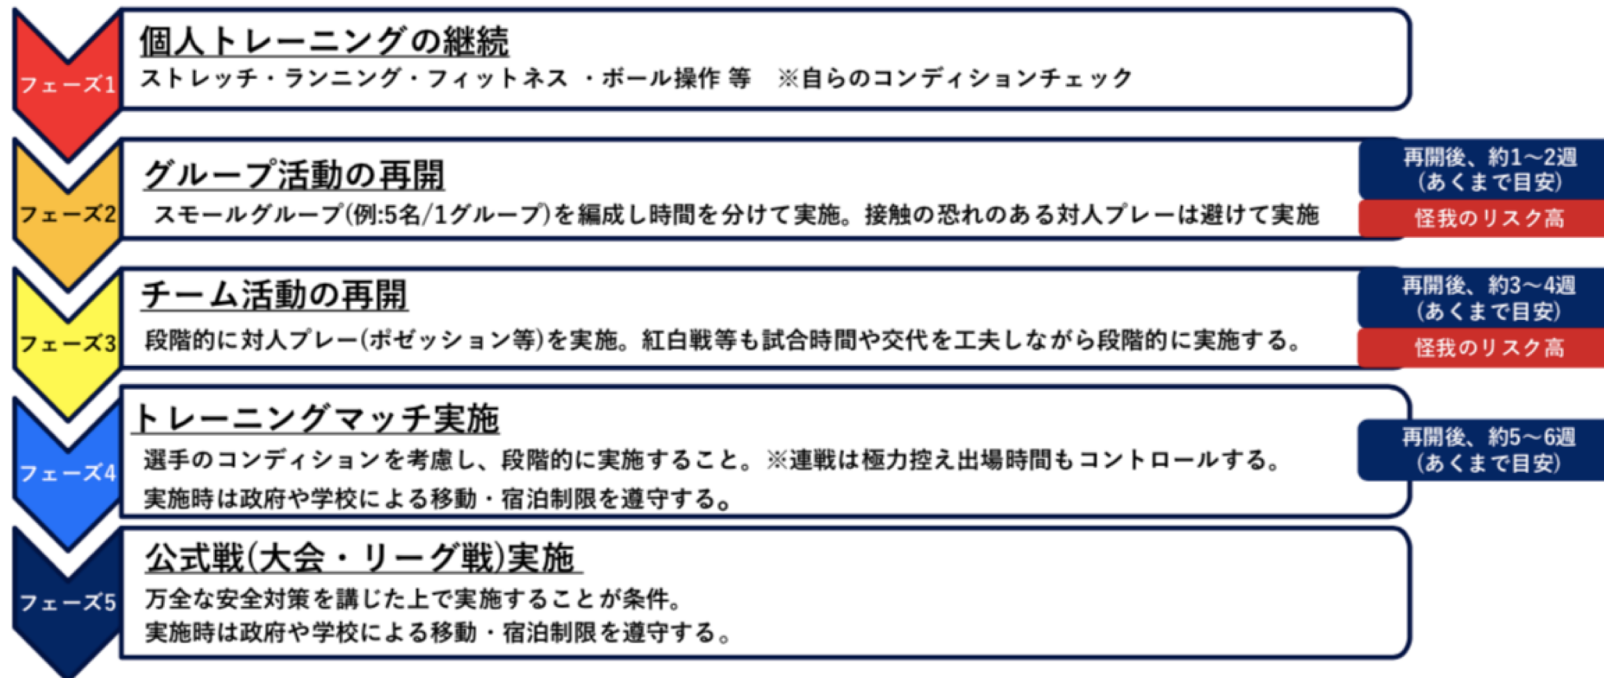 フェーズ1
個人トレーニングの継続
ストレッチ・ランニング・フィットネス ・ボール操作 等　※自らのコンディションチェック
フェーズ2
グループ活動の再開
スモールグループ(例:5名/1グループ)を編成し時間を分けて実施。接触の恐れのある対人プレーは避けて実施
再開後、約1〜2週
(あくまで目安)
怪我のリスク高
フェーズ3
チーム活動の再開
段階的に対人プレー(ポゼッション等)を実施。紅白戦等も試合時間や交代を工夫しながら段階的に実施する。
再開後、約3〜4週
(あくまで目安)
怪我のリスク高
フェーズ4
トレーニングマッチ実施
選手のコンディションを考慮し、段階的に実施すること。※連戦は極力控え出場時間もコントロールする。
実施時は政府や学校による移動・宿泊制限を遵守する。
再開後、約5〜6週
(あくまで目安)
フェーズ5
公式戦(大会・リーグ戦)実施
万全な安全対策を講じた上で実施することが条件。
実施時は政府や学校による移動・宿泊制限を遵守する。